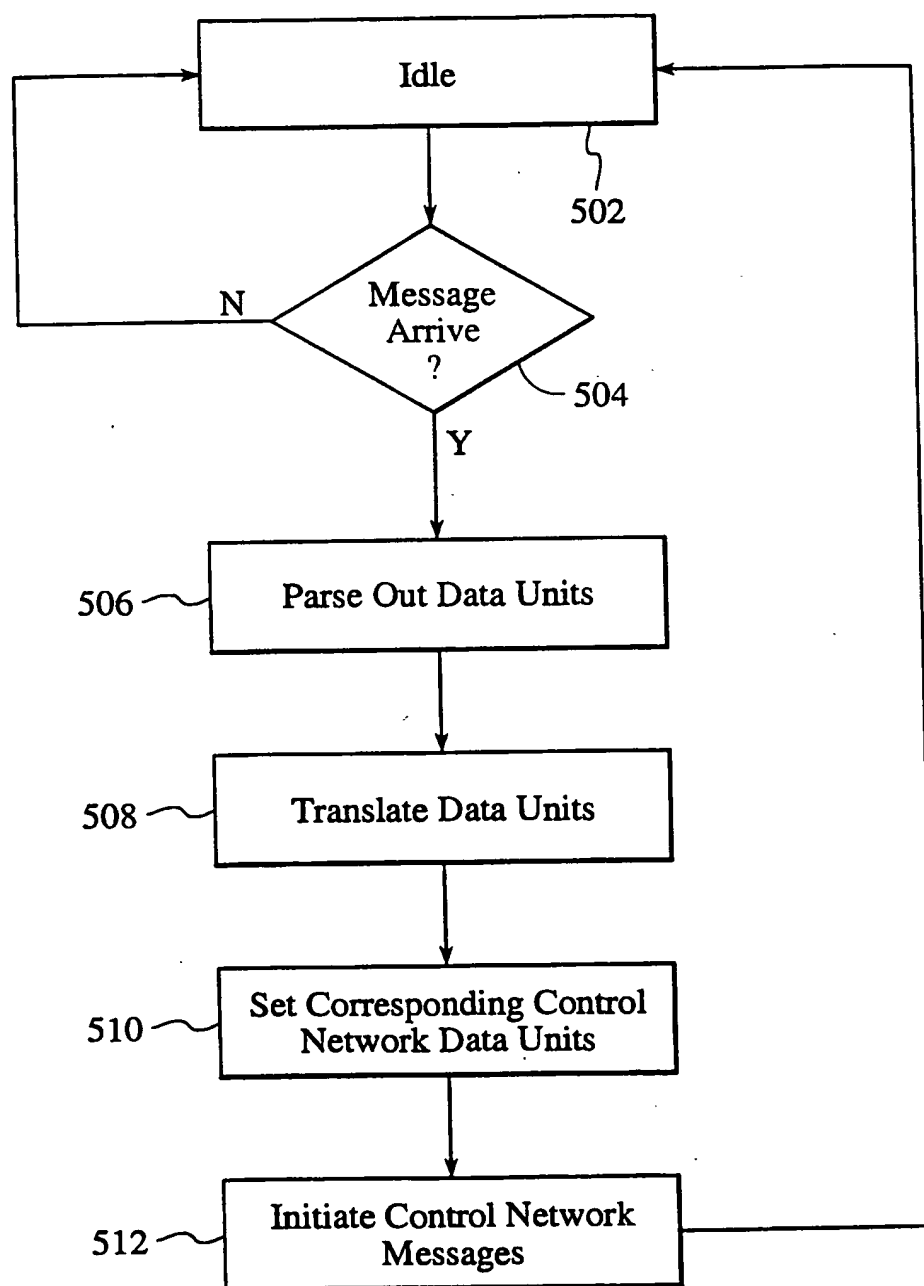 Idle
502
Message
Arrive
?
504
N
Y
Parse Out Data Units
506
Translate Data Units
508
Set Corresponding Control
Network Data Units
510
Initiate Control Network
Messages
512